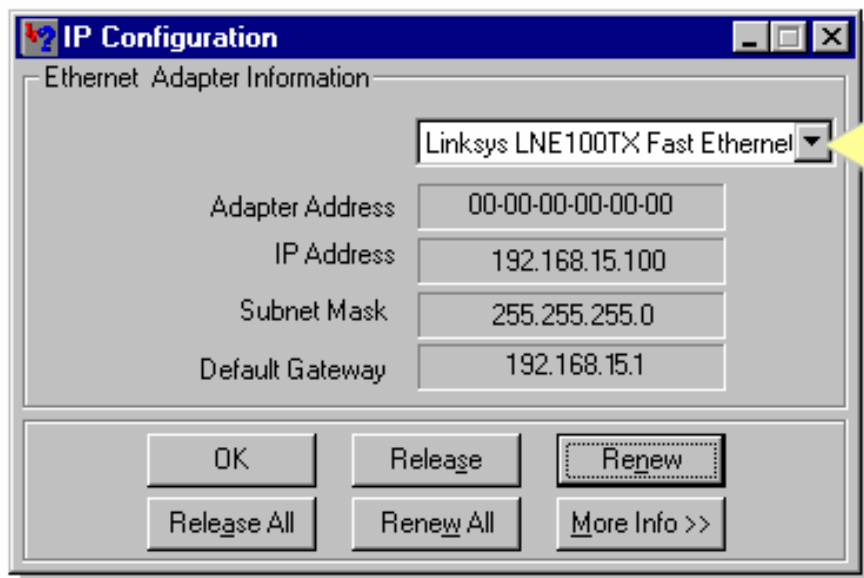 IP Configuration
Ethernet Adapter Information
Linksys LNE100TX Fast Ethernet
Adapter Address 00-00-00-00-00-00
IP Address 192.168.15.100
Subnet Mask 255.255.255.0
Default Gateway 192.168.15.1
OK Release Renew
Release All Renew All More Info >>